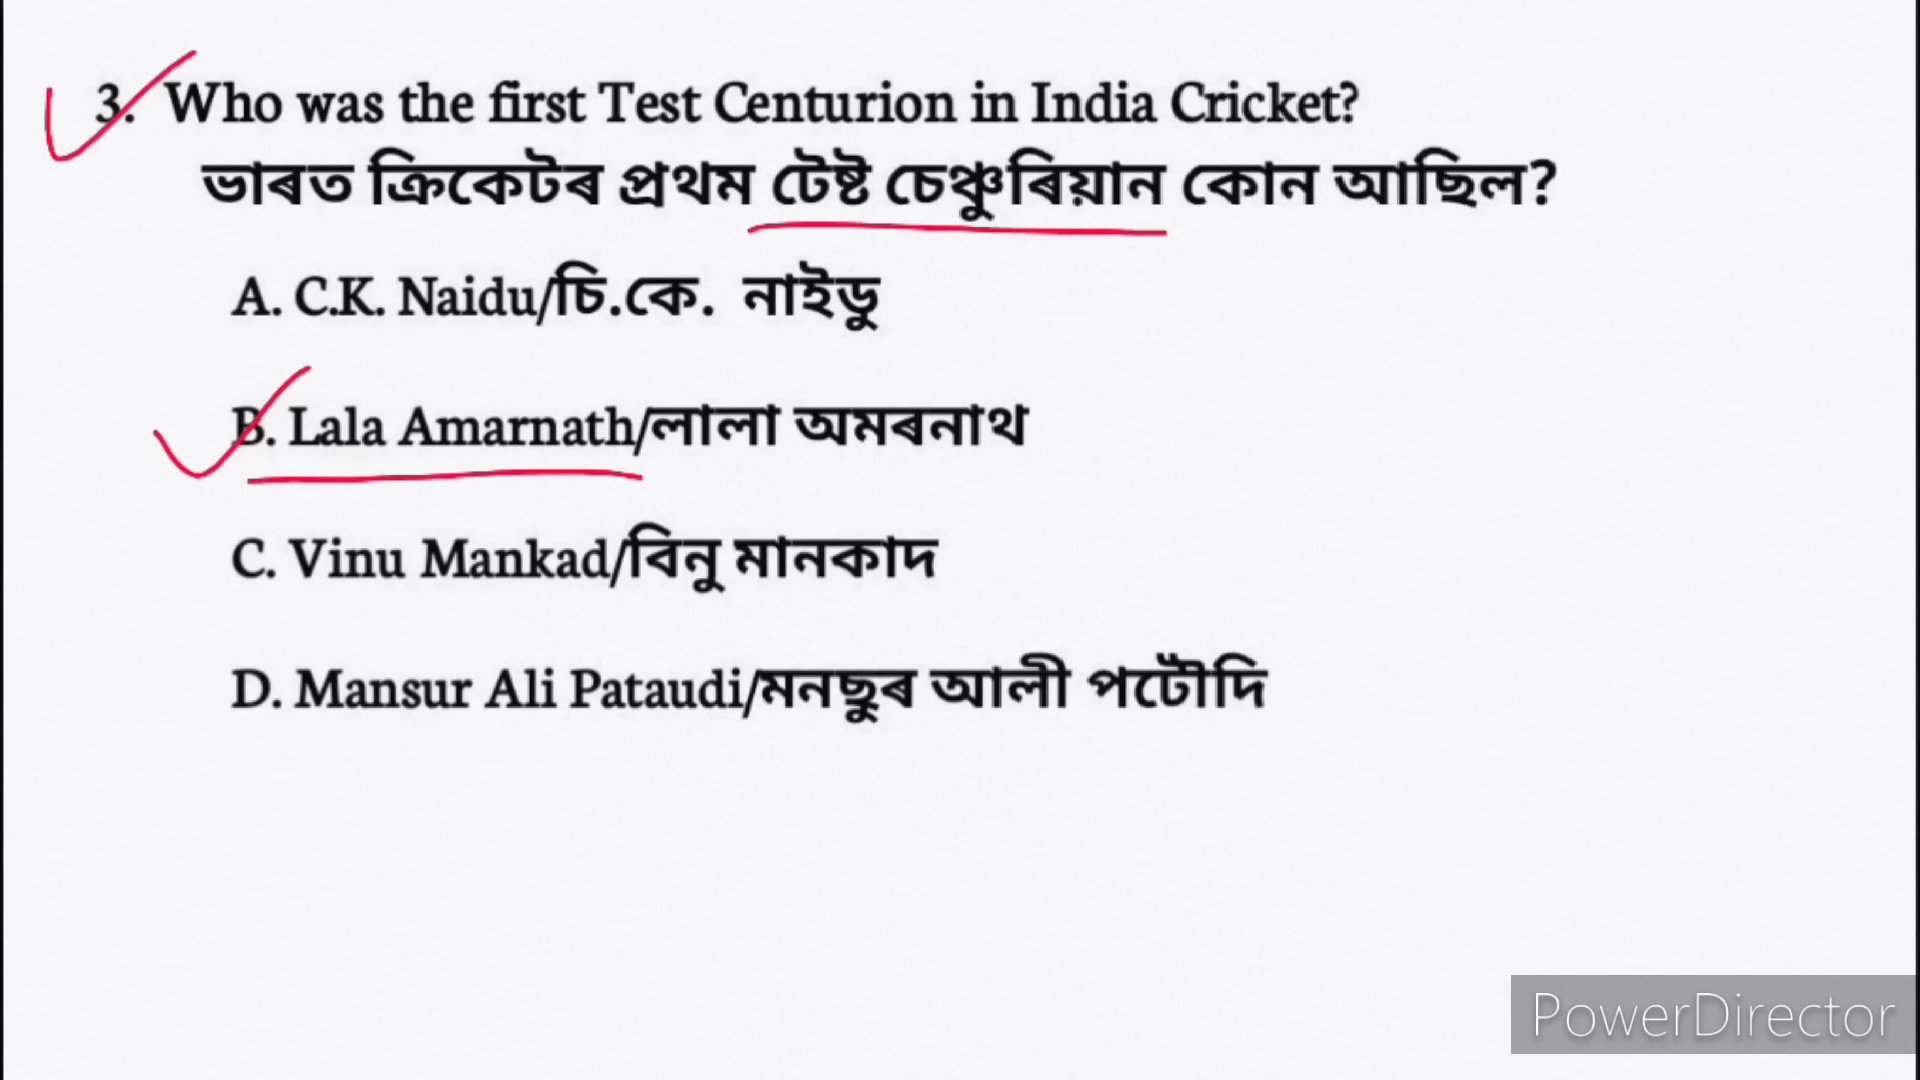 3. Who was the first Test Centurion in India Cricket?
ভাৰত ক্ৰিকেটৰ প্ৰথম টেষ্ট চেঞ্চুৰিয়ান কোন আছিল?
A. C.K. Naidu/চি.কে. নাইডু
B. Lala Amarnath/লালা অমৰনাথ
C. Vinu Mankad/বিনু মানকাদ
D. Mansur Ali Pataudi/মনছুৰ আলী পটৌদি
PowerDirector